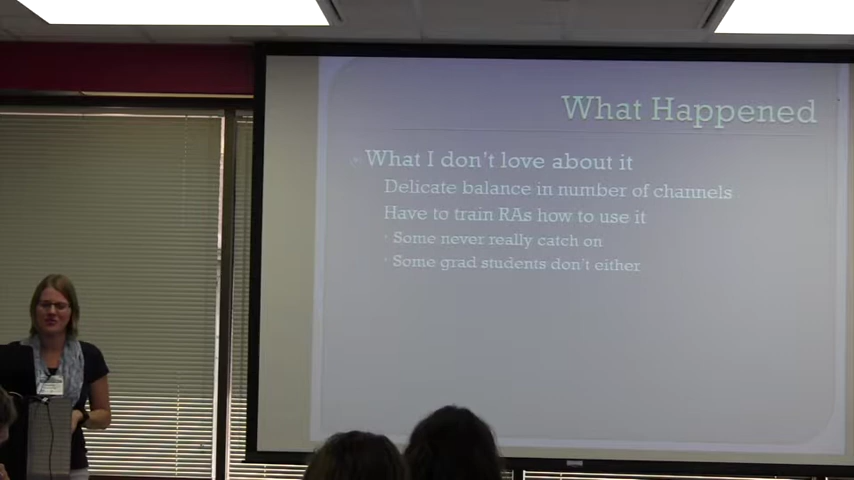 What Happened
What I don't love about it
Delicate balance in number of channels
Have to train RAs how to use it
Some never really catch on
Some grad students don't either